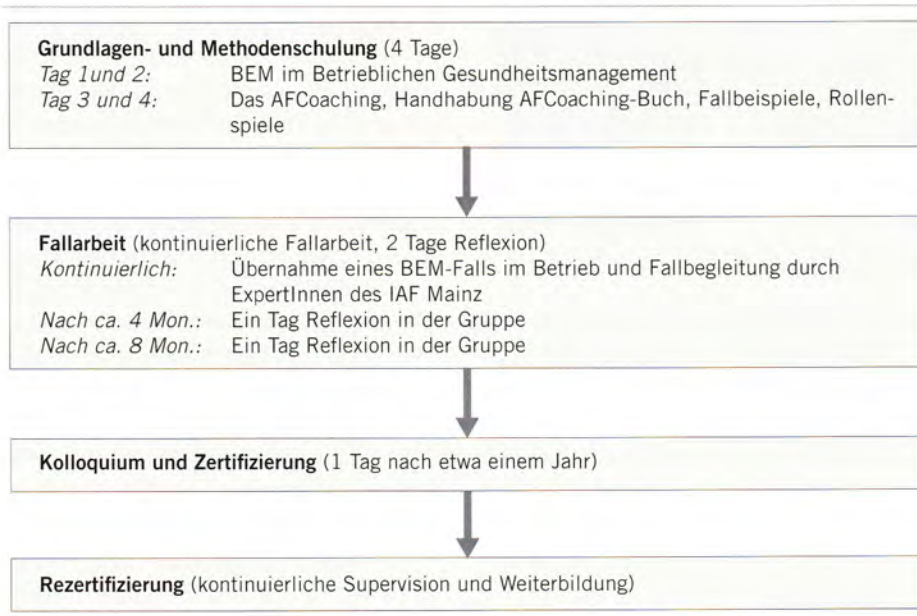 Grundlagen- und Methodenschulung (4 Tage)
Tag 1und 2: BEM im Betrieblichen Gesundheitsmanagement
Tag 3 und 4: Das AFCoaching, Handhabung AFCoaching-Buch, Fallbeispiele, Rollen-
spiele
Fallarbeit (kontinuierliche Fallarbeit, 2 Tage Reflexion)
Kontinuierlich: Übernahme eines BEM-Falls im Betrieb und Fallbegleitung durch
ExpertInnen des IAF Mainz
Nach ca. 4 Mon.: Ein Tag Reflexion in der Gruppe
Nach ca. 8 Mon.: Ein Tag Reflexion in der Gruppe
Kolloquium und Zertifizierung (1 Tag nach etwa einem Jahr)
Rezertifizierung (kontinuierliche Supervision und Weiterbildung)